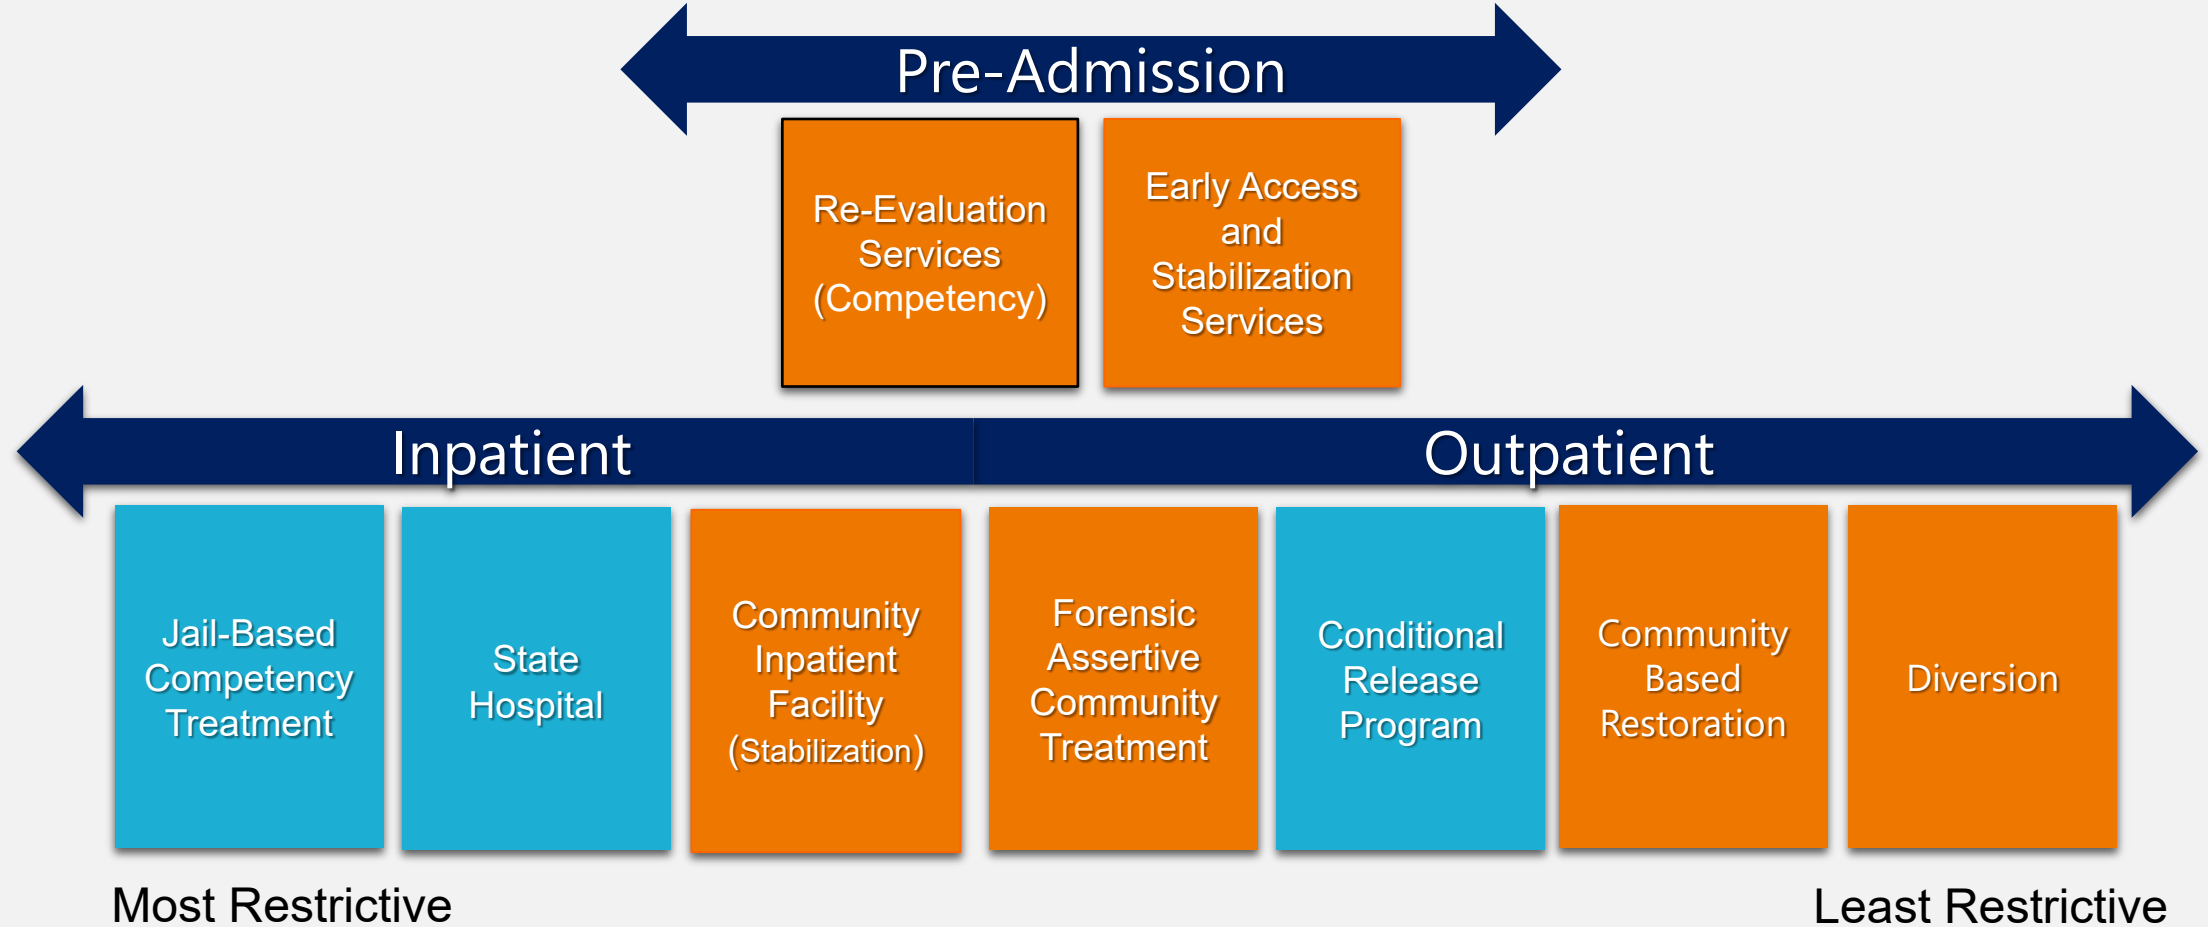 Pre-Admission
Re-Evaluation
Services
(Competency)
Early Access
and
Stabilization
Services
Inpatient
Outpatient
Jail-Based
Competency
Treatment
State
Hospital
Community
Inpatient
Facility
(Stabilization)
Forensic
Assertive
Community
Treatment
Conditional
Release
Program
Community
Based
Restoration
Diversion
Most Restrictive
Least Restrictive